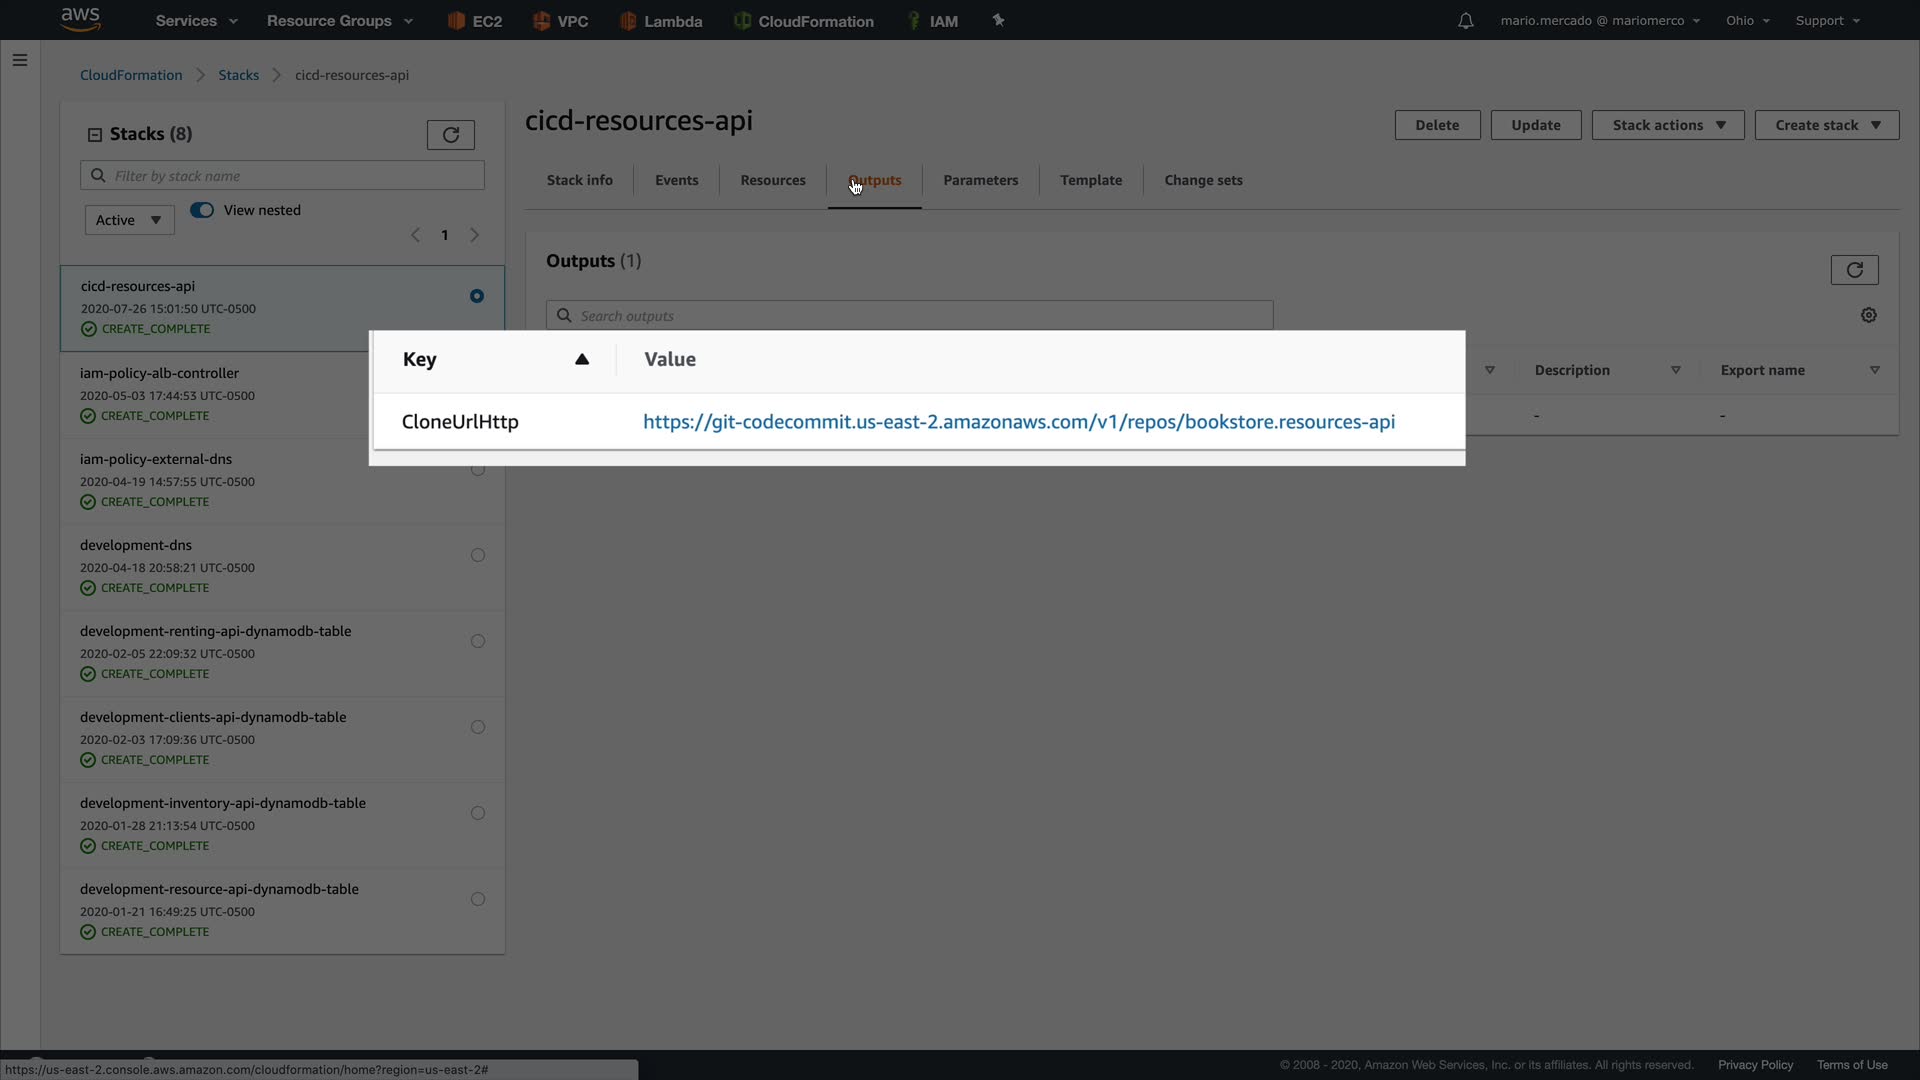 aws Services Resource Groups EC2 VPC Lambda CloudFormation IAM mario.mercado @ mariomerco Ohio Support
CloudFormation Stacks cicd-resources-api
Stacks (8)
Filter by stack name
Active View nested
1
cicd-resources-api
2020-07-26 15:01:50 UTC-0500
CREATE_COMPLETE
iam-policy-alb-controller
2020-05-03 17:44:53 UTC-0500
CREATE_COMPLETE
iam-policy-external-dns
2020-04-19 14:57:55 UTC-0500
CREATE_COMPLETE
development-dns
2020-04-18 20:58:21 UTC-0500
CREATE_COMPLETE
development-renting-api-dynamodb-table
2020-02-05 22:09:32 UTC-0500
CREATE_COMPLETE
development-clients-api-dynamodb-table
2020-02-03 17:09:36 UTC-0500
CREATE_COMPLETE
development-inventory-api-dynamodb-table
2020-01-28 21:13:54 UTC-0500
CREATE_COMPLETE
development-resource-api-dynamodb-table
2020-01-21 16:49:25 UTC-0500
CREATE_COMPLETE
cicd-resources-api
Delete Update Stack actions Create stack
Stack info Events Resources Outputs Parameters Template Change sets
Outputs (1)
Search outputs
Key Value Description Export name
CloneUrlHttp https://git-codecommit.us-east-2.amazonaws.com/v1/repos/bookstore.resources-api - -
https://us-east-2.console.aws.amazon.com/cloudformation/home?region=us-east-2#
© 2008 - 2020, Amazon Web Services, Inc. or its affiliates. All rights reserved. Privacy Policy Terms of Use